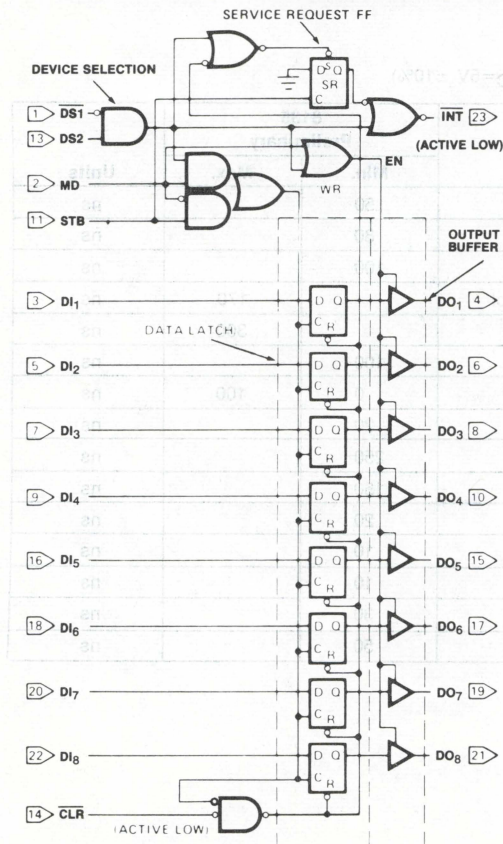 SERVICE REQUEST FF
DEVICE SELECTION
=6V ±10%)
D S Q
SR
C
1 DS1
13 DS2
INT 23
(ACTIVE LOW)
EN
2 MD
WR
11 STB
OUTPUT
BUFFER
3 DI1 D Q C R DO1 4
DATA LATCH
5 DI2 D Q C R DO2 6
7 DI3 D Q C R DO3 8
9 DI4 D Q C R DO4 10
16 DI5 D Q C R DO5 15
18 DI6 D Q C R DO6 17
20 DI7 D Q C R DO7 19
22 DI8 D Q C R DO8 21
14 CLR
(ACTIVE LOW)